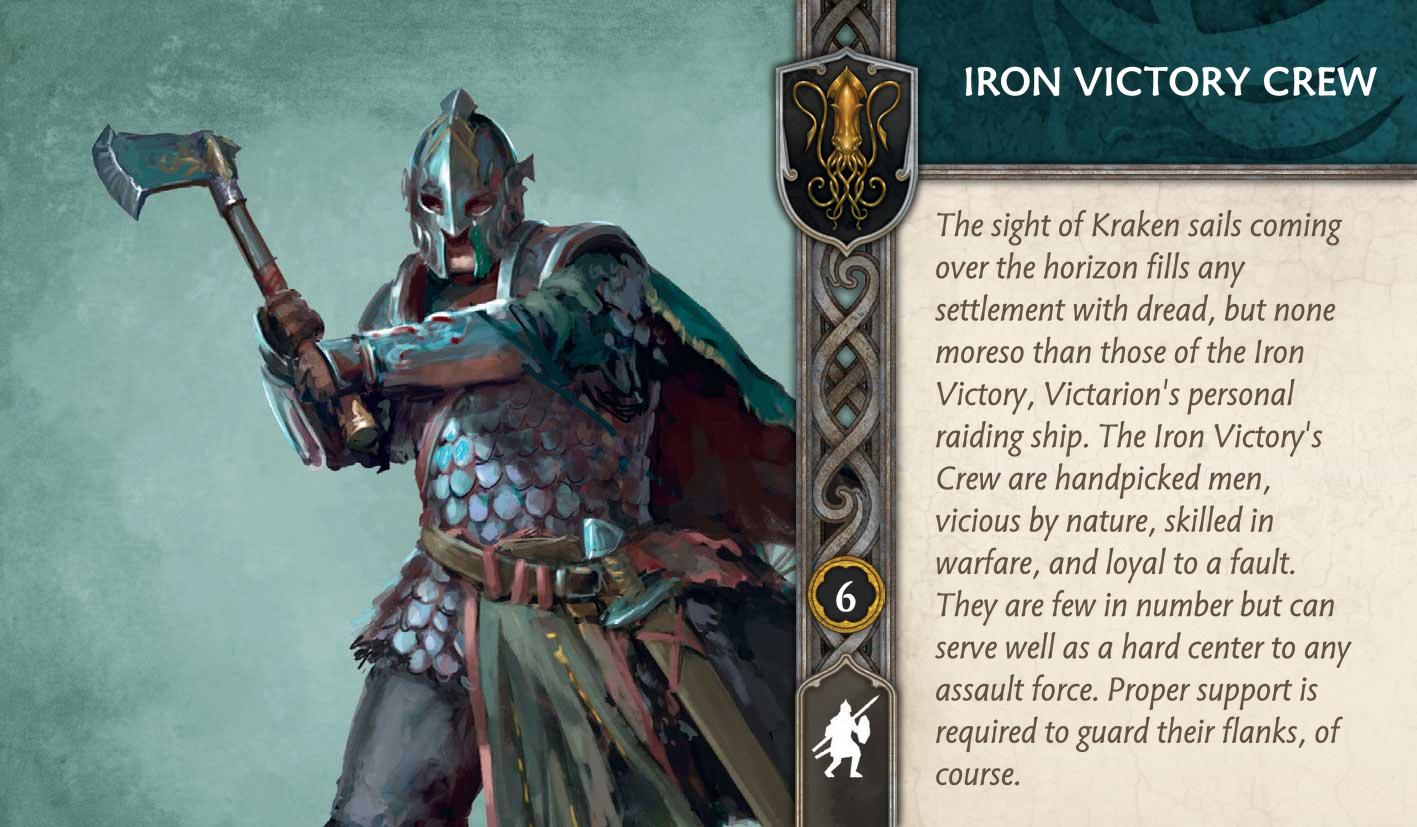 IRON VICTORY CREW
The sight of Kraken sails coming
over the horizon fills any
settlement with dread, but none
moreso than those of the Iron
Victory, Victarion's personal
raiding ship. The Iron Victory's
Crew are handpicked men,
vicious by nature, skilled in
warfare, and loyal to a fault.
They are few in number but can
serve well as a hard center to any
assault force. Proper support is
required to guard their flanks, of
course.
6